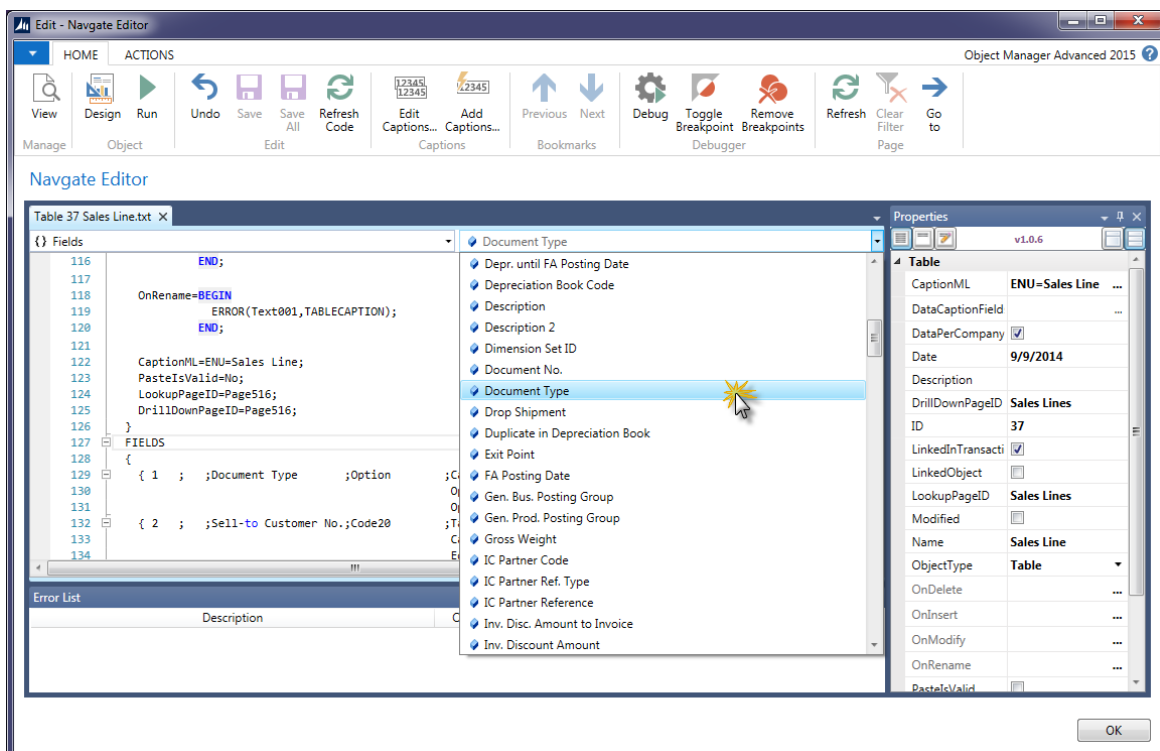 Edit - Navgate Editor
HOME ACTIONS
Object Manager Advanced 2015
View Design Run Undo Save Save All Refresh Code Edit Captions... Add Captions... Previous Next Debug Toggle Breakpoint Remove Breakpoints Refresh Clear Filter Go to
Manage Object Edit Captions Bookmarks Debugger Page
Navgate Editor
Table 37 Sales Line.txt
{} Fields
Document Type
116 END;
117
118 OnRename=BEGIN
119 ERROR(Text001,TABLECAPTION);
120 END;
121
122 CaptionML=ENU=Sales Line;
123 PasteIsValid=No;
124 LookupPageID=Page516;
125 DrillDownPageID=Page516;
126 }
127 FIELDS
128 {
129 { 1 ; ;Document Type ;Option ;Ca
130 Op
131 Op
132 { 2 ; ;Sell-to Customer No.;Code20 ;Ta
133 Ca
134
Depr. until FA Posting Date
Depreciation Book Code
Description
Description 2
Dimension Set ID
Document No.
Document Type
Drop Shipment
Duplicate in Depreciation Book
Exit Point
FA Posting Date
Gen. Bus. Posting Group
Gen. Prod. Posting Group
Gross Weight
IC Partner Code
IC Partner Ref. Type
IC Partner Reference
Inv. Disc. Amount to Invoice
Inv. Discount Amount
Error List
Description
Properties
v1.0.6
Table
CaptionML ENU=Sales Line ...
DataCaptionField ...
DataPerCompany
Date 9/9/2014
Description
DrillDownPageID Sales Lines
ID 37
LinkedInTransacti
LinkedObject
LookupPageID Sales Lines
Modified
Name Sales Line
ObjectType Table
OnDelete ...
OnInsert ...
OnModify ...
OnRename ...
PasteIsValid
OK